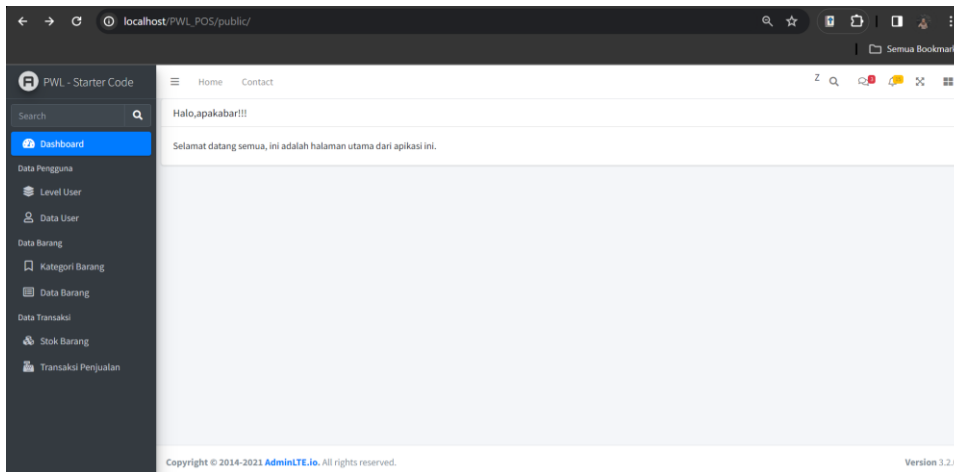 localhost/PWL_POS/public/
Semua Bookmark
PWL - Starter Code
Home Contact
Z
Search
Halo,apakabar!!!
Dashboard
Selamat datang semua, ini adalah halaman utama dari apikasi ini.
Data Pengguna
Level User
Data User
Data Barang
Kategori Barang
Data Barang
Data Transaksi
Stok Barang
Transaksi Penjualan
Copyright © 2014-2021 AdminLTE.io. All rights reserved.
Version 3.2.